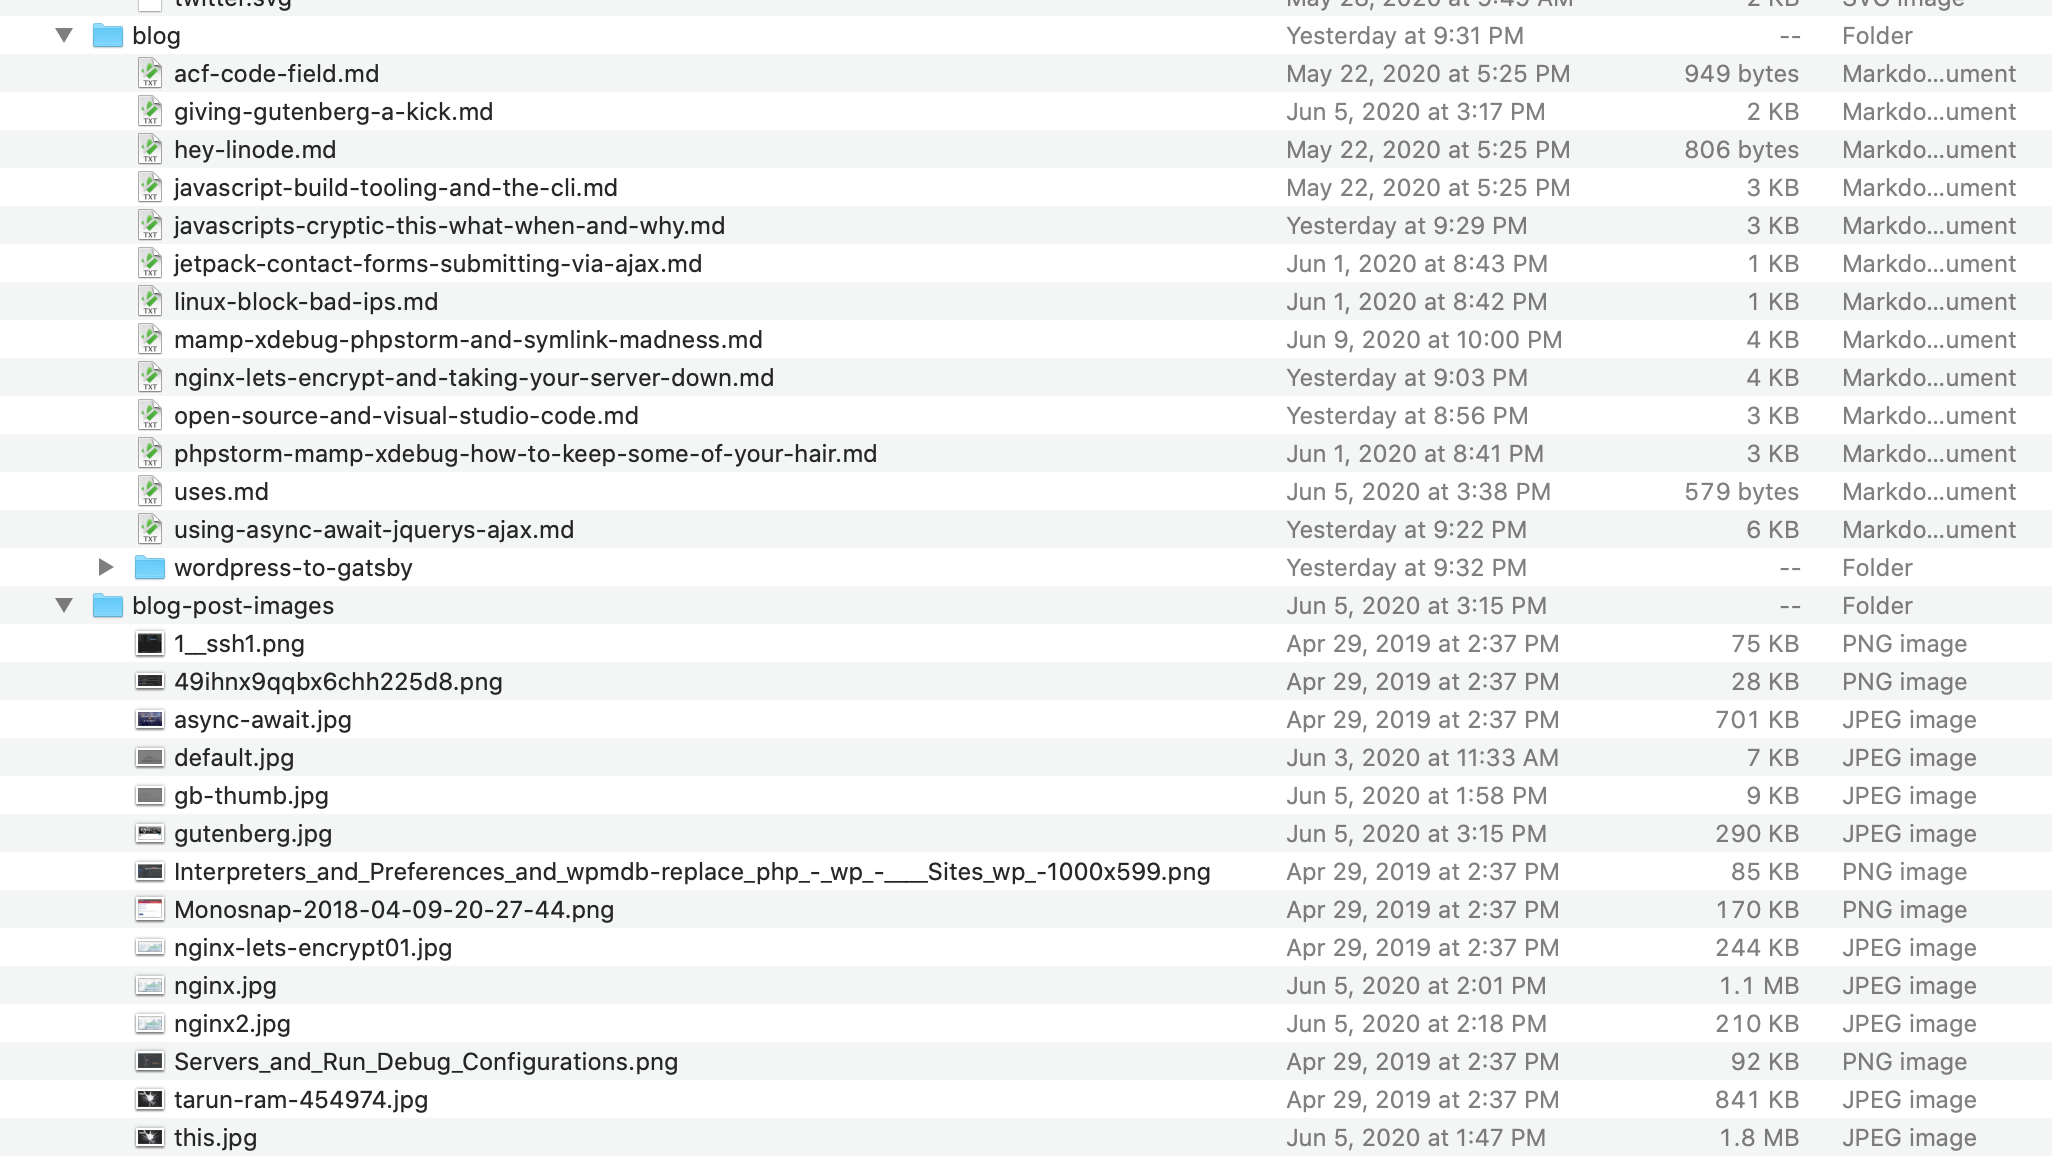 twitter.svg May 28, 2020 at 9:49 AM 2 KB SVG image
blog Yesterday at 9:31 PM -- Folder
acf-code-field.md May 22, 2020 at 5:25 PM 949 bytes Markdo...ument
giving-gutenberg-a-kick.md Jun 5, 2020 at 3:17 PM 2 KB Markdo...ument
hey-linode.md May 22, 2020 at 5:25 PM 806 bytes Markdo...ument
javascript-build-tooling-and-the-cli.md May 22, 2020 at 5:25 PM 3 KB Markdo...ument
javascripts-cryptic-this-what-when-and-why.md Yesterday at 9:29 PM 3 KB Markdo...ument
jetpack-contact-forms-submitting-via-ajax.md Jun 1, 2020 at 8:43 PM 1 KB Markdo...ument
linux-block-bad-ips.md Jun 1, 2020 at 8:42 PM 1 KB Markdo...ument
mamp-xdebug-phpstorm-and-symlink-madness.md Jun 9, 2020 at 10:00 PM 4 KB Markdo...ument
nginx-lets-encrypt-and-taking-your-server-down.md Yesterday at 9:03 PM 4 KB Markdo...ument
open-source-and-visual-studio-code.md Yesterday at 8:56 PM 3 KB Markdo...ument
phpstorm-mamp-xdebug-how-to-keep-some-of-your-hair.md Jun 1, 2020 at 8:41 PM 3 KB Markdo...ument
uses.md Jun 5, 2020 at 3:38 PM 579 bytes Markdo...ument
using-async-await-jquerys-ajax.md Yesterday at 9:22 PM 6 KB Markdo...ument
wordpress-to-gatsby Yesterday at 9:32 PM -- Folder
blog-post-images Jun 5, 2020 at 3:15 PM -- Folder
1__ssh1.png Apr 29, 2019 at 2:37 PM 75 KB PNG image
49ihnx9qqbx6chh225d8.png Apr 29, 2019 at 2:37 PM 28 KB PNG image
async-await.jpg Apr 29, 2019 at 2:37 PM 701 KB JPEG image
default.jpg Jun 3, 2020 at 11:33 AM 7 KB JPEG image
gb-thumb.jpg Jun 5, 2020 at 1:58 PM 9 KB JPEG image
gutenberg.jpg Jun 5, 2020 at 3:15 PM 290 KB JPEG image
Interpreters_and_Preferences_and_wpmdb-replace_php_-_wp_-____Sites_wp_-1000x599.png Apr 29, 2019 at 2:37 PM 85 KB PNG image
Monosnap-2018-04-09-20-27-44.png Apr 29, 2019 at 2:37 PM 170 KB PNG image
nginx-lets-encrypt01.jpg Apr 29, 2019 at 2:37 PM 244 KB JPEG image
nginx.jpg Jun 5, 2020 at 2:01 PM 1.1 MB JPEG image
nginx2.jpg Jun 5, 2020 at 2:18 PM 210 KB JPEG image
Servers_and_Run_Debug_Configurations.png Apr 29, 2019 at 2:37 PM 92 KB PNG image
tarun-ram-454974.jpg Apr 29, 2019 at 2:37 PM 841 KB JPEG image
this.jpg Jun 5, 2020 at 1:47 PM 1.8 MB JPEG image